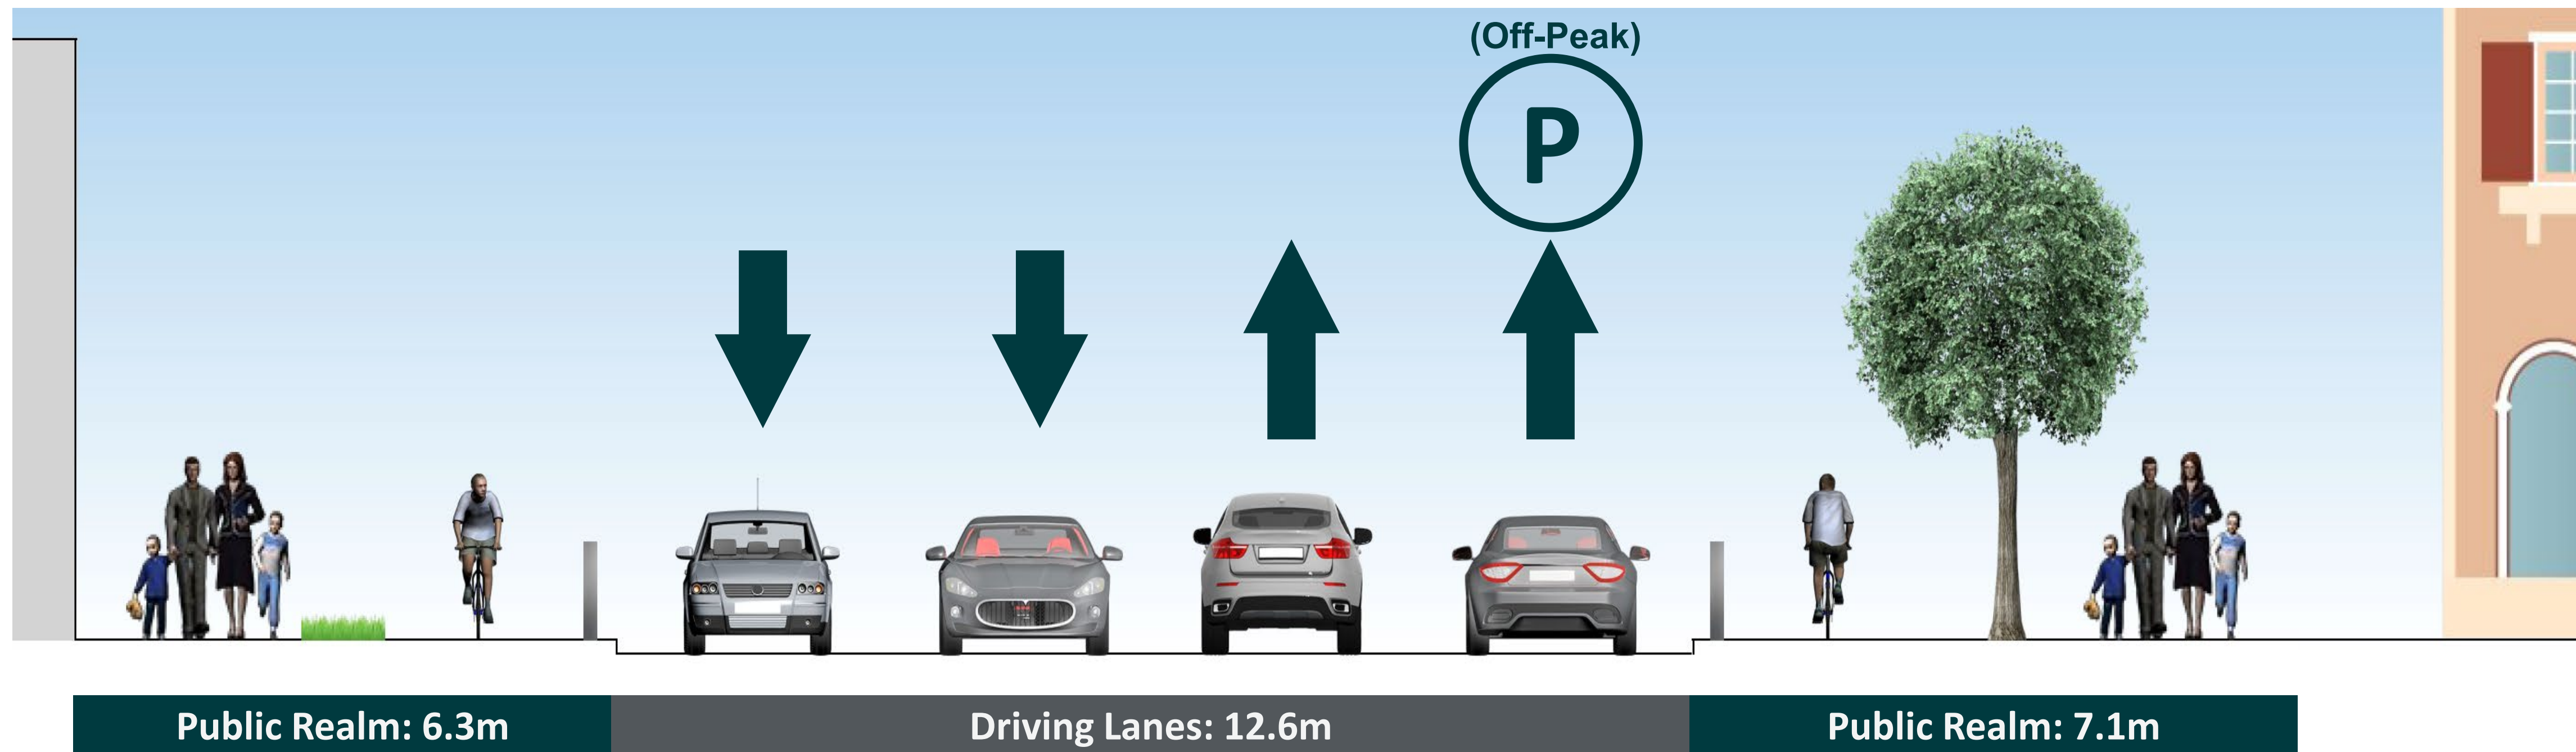 (Off-Peak)
P
Public Realm: 6.3m
Driving Lanes: 12.6m
Public Realm: 7.1m